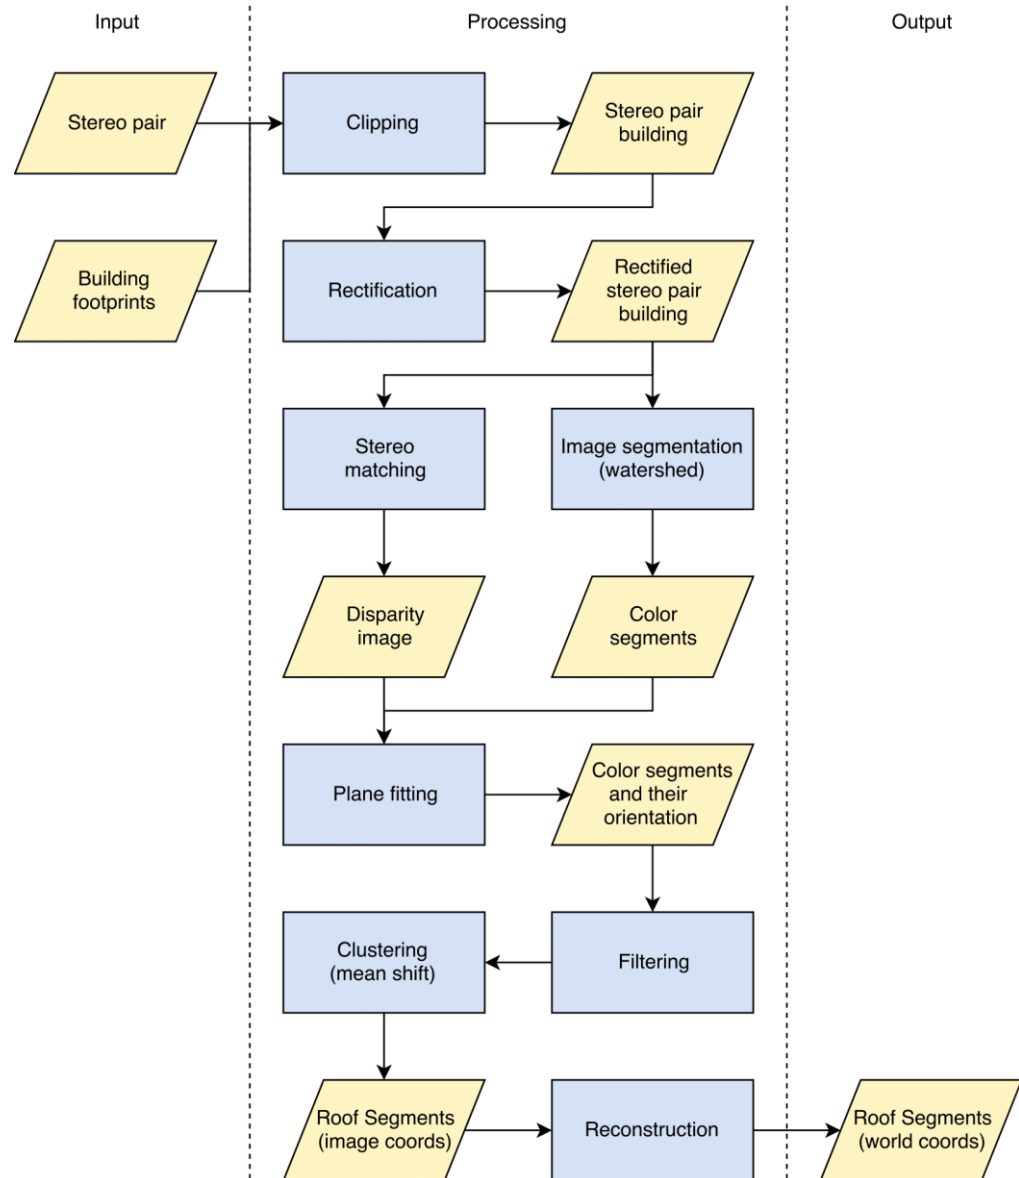 Input
Processing
Output
Stereo pair
Clipping
Stereo pair
building
Building
footprints
Rectification
Rectified
stereo pair
building
Stereo
matching
Image segmentation
(watershed)
Disparity
image
Color
segments
Plane fitting
Color segments
and their
orientation
Clustering
(mean shift)
Filtering
Roof Segments
(image coords)
Reconstruction
Roof Segments
(world coords)